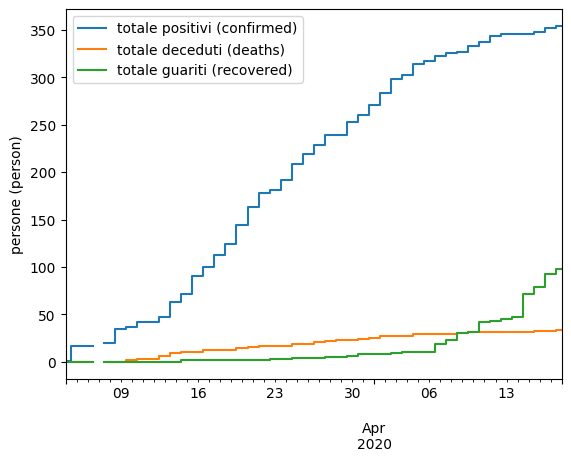 totale positivi (confirmed)
totale deceduti (deaths)
totale guariti (recovered)
persone (person)
350
300
250
200
150
100
50
0
09 16 23 30 06 13
Apr
2020